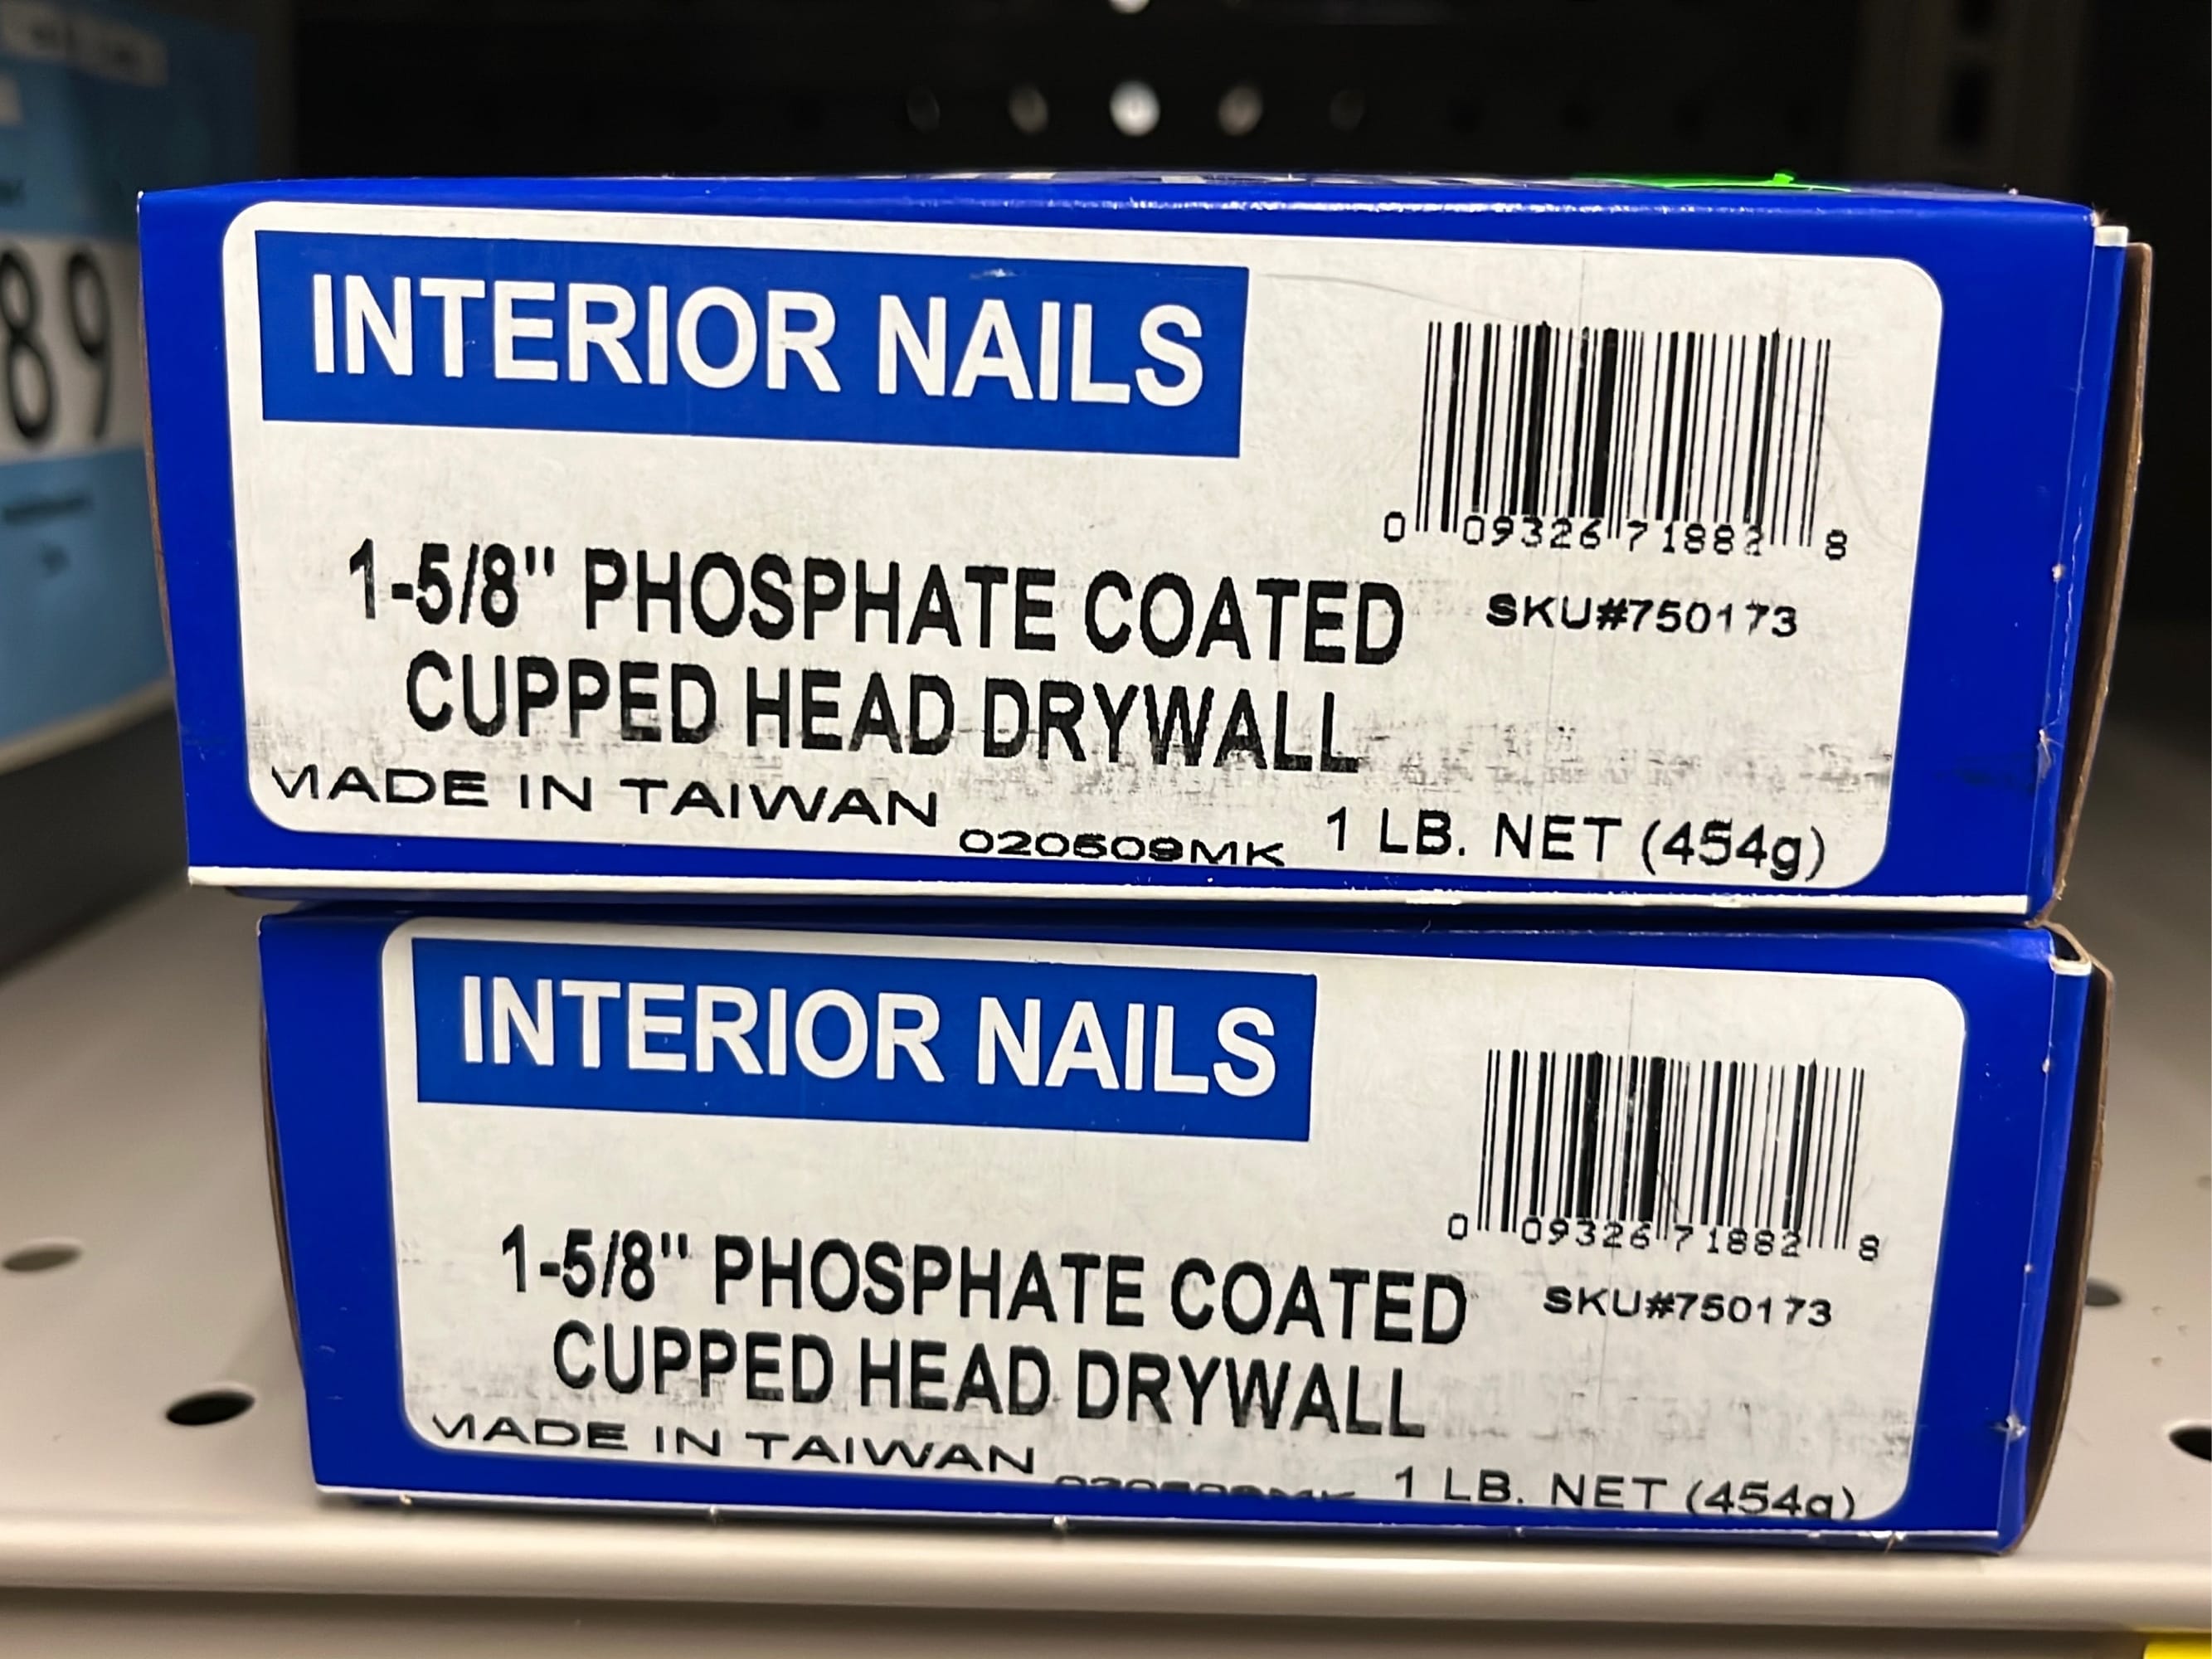 89
INTERIOR NAILS
0 09326 71882 8
1-5/8" PHOSPHATE COATED
SKU#750173
CUPPED HEAD DRYWALL
MADE IN TAIWAN
020609MK
1 LB. NET (454g)
INTERIOR NAILS
0 09326 71882 8
1-5/8" PHOSPHATE COATED
SKU#750173
CUPPED HEAD DRYWALL
MADE IN TAIWAN
1 LB. NET (454g)